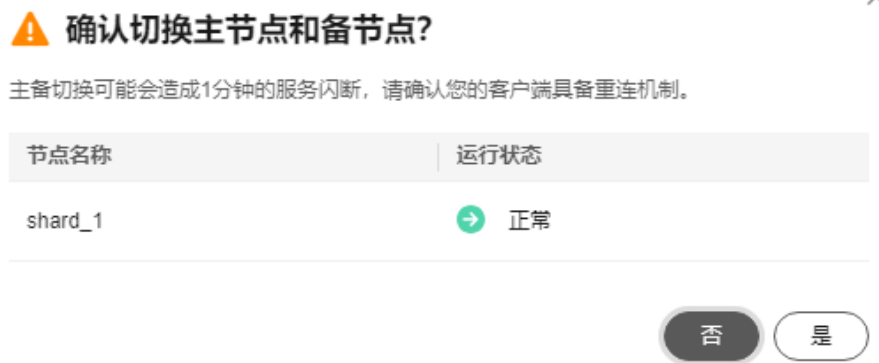 确认切换主节点和备节点？
主备切换可能会造成1分钟的服务闪断，请确认您的客户端具备重连机制。
节点名称 运行状态
shard_1 正常
否 是